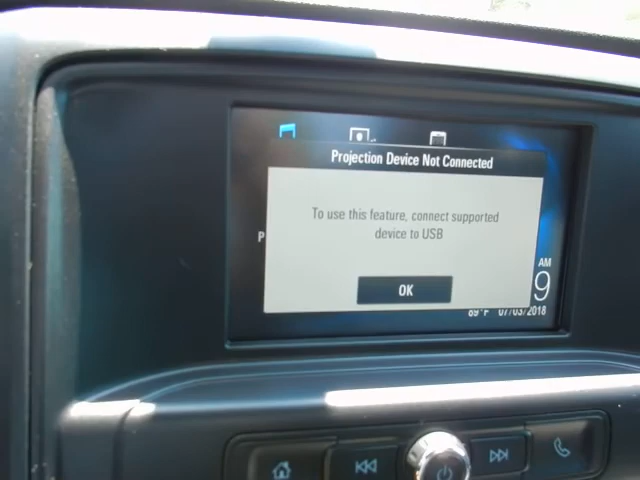 Projection Device Not Connected
To use this feature, connect supported
device to USB
P
OK
AM
9
89°F 07/03/2018